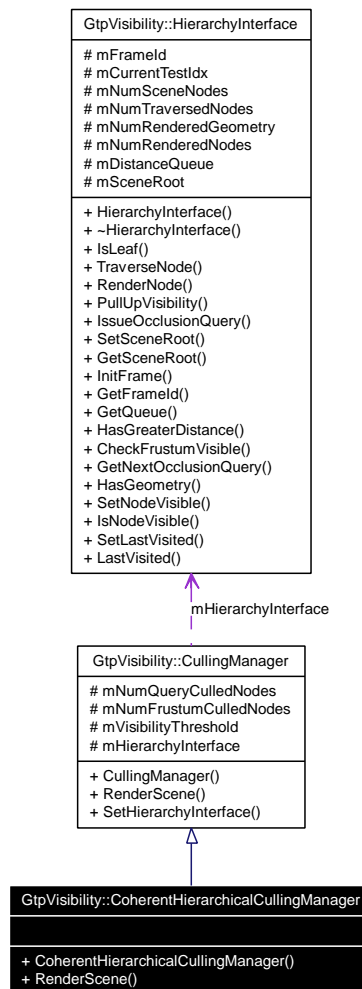 GtpVisibility::HierarchyInterface
# mFrameId
# mCurrentTestIdx
# mNumSceneNodes
# mNumTraversedNodes
# mNumRenderedGeometry
# mNumRenderedNodes
# mDistanceQueue
# mSceneRoot
+ HierarchyInterface()
+ ~HierarchyInterface()
+ IsLeaf()
+ TraverseNode()
+ RenderNode()
+ PullUpVisibility()
+ IssueOcclusionQuery()
+ SetSceneRoot()
+ GetSceneRoot()
+ InitFrame()
+ GetFrameId()
+ GetQueue()
+ HasGreaterDistance()
+ CheckFrustumVisible()
+ GetNextOcclusionQuery()
+ HasGeometry()
+ SetNodeVisible()
+ IsNodeVisible()
+ SetLastVisited()
+ LastVisited()
mHierarchyInterface
GtpVisibility::CullingManager
# mNumQueryCulledNodes
# mNumFrustumCulledNodes
# mVisibilityThreshold
# mHierarchyInterface
+ CullingManager()
+ RenderScene()
+ SetHierarchyInterface()
GtpVisibility::CoherentHierarchicalCullingManager
+ CoherentHierarchicalCullingManager()
+ RenderScene()